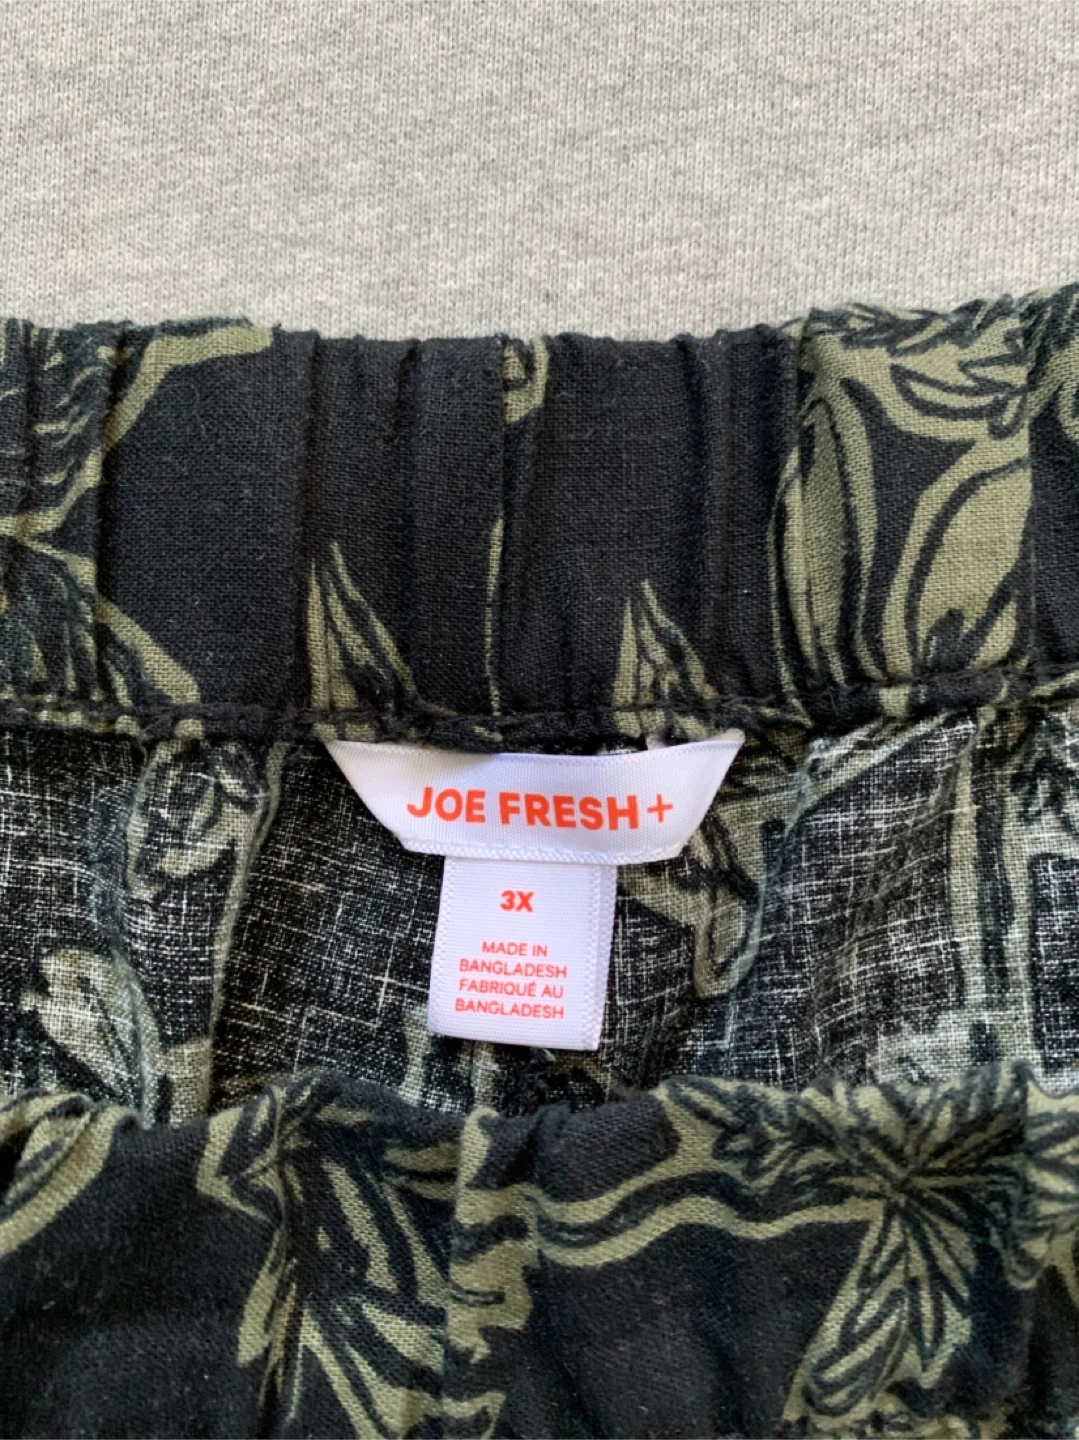 JOE FRESH+
3X
MADE IN
BANGLADESH
FABRIQUÉ AU
BANGLADESH